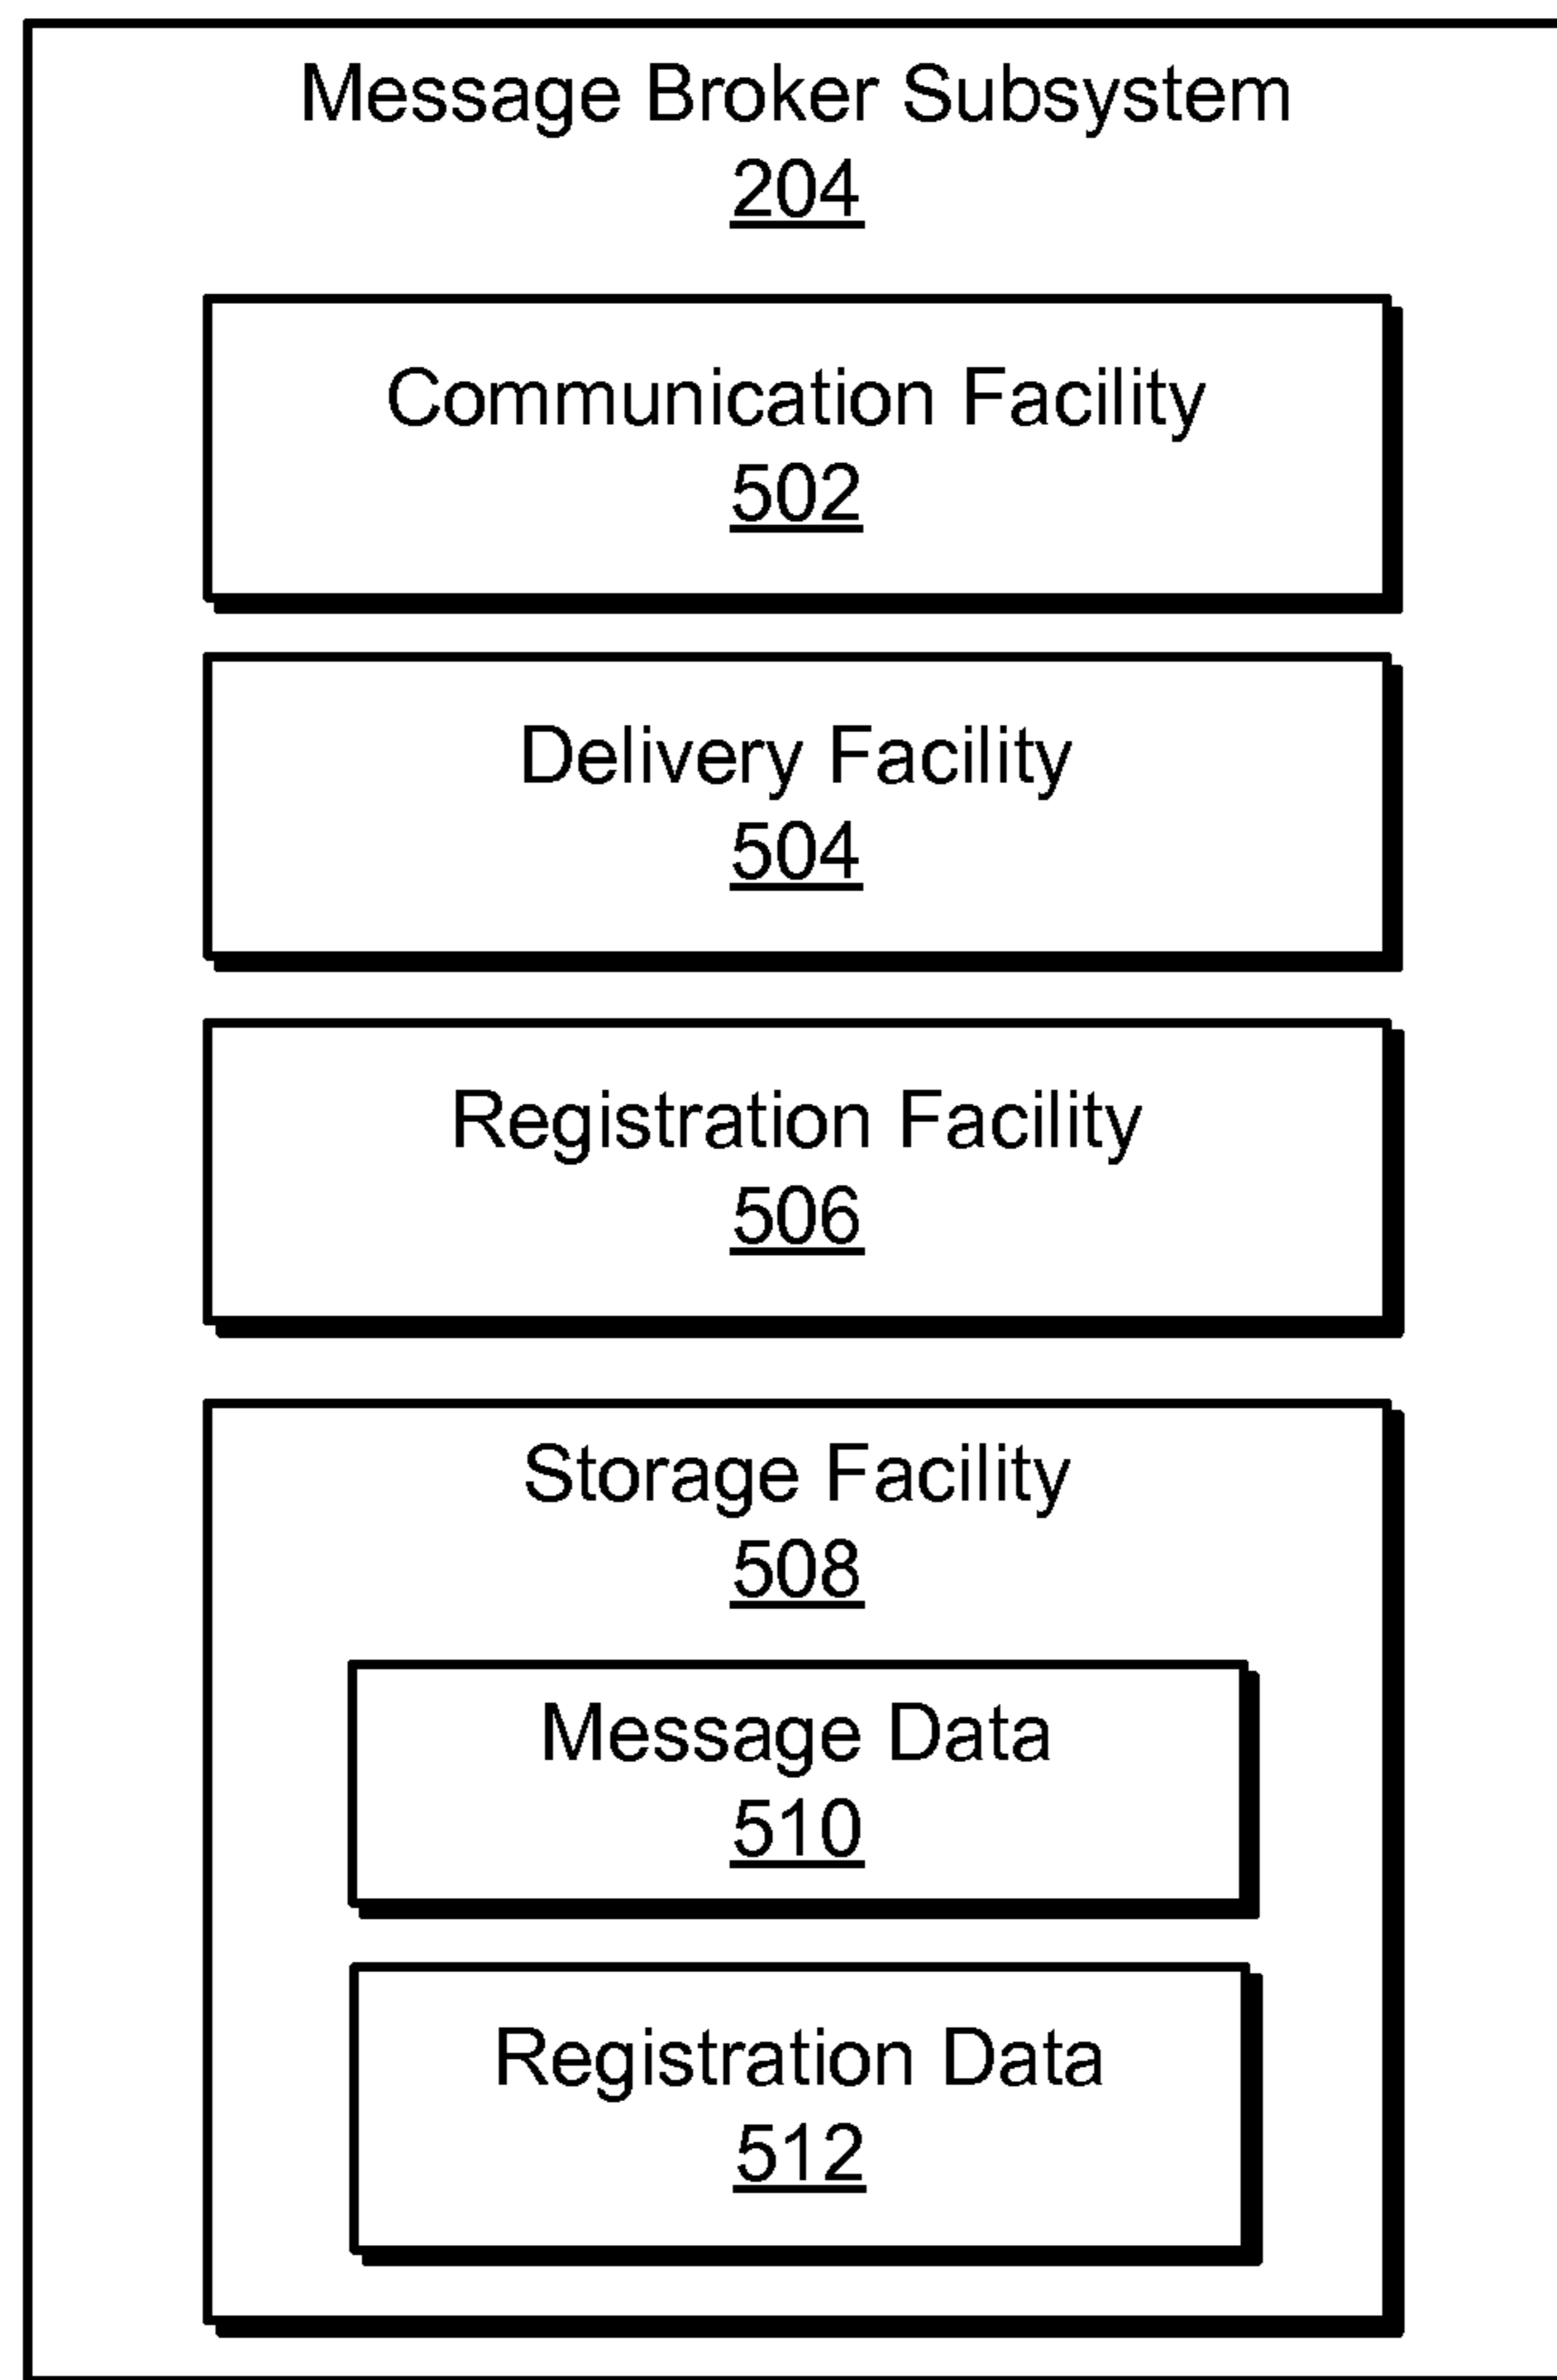 Message Broker Subsystem
204
Communication Facility
502
Delivery Facility
504
Registration Facility
506
Storage Facility
508
Message Data
510
Registration Data
512